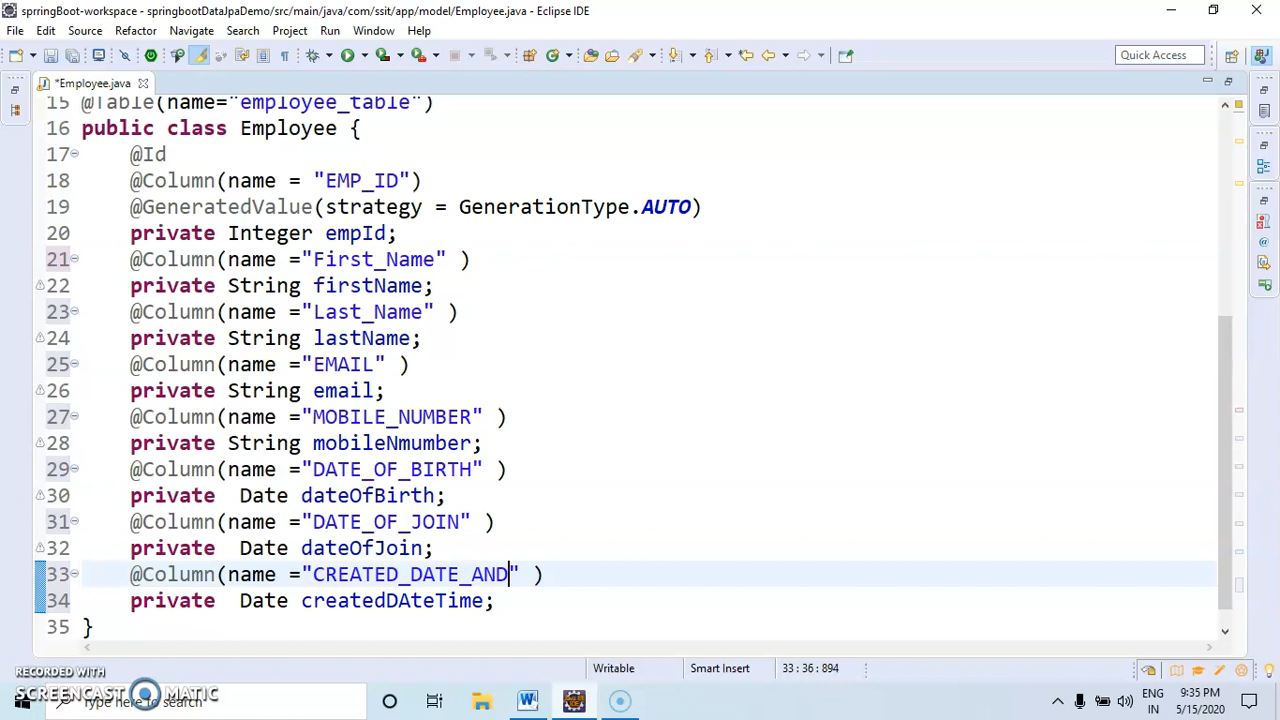 sprringBoot-workspace - springbootDataJpaDemo/src/main/java/com/ssit/app/model/Employee.java - Eclipse IDE
File Edit Source Refactor Navigate Search Project Run Window Help
Quick Access
*Employee.java
15 @Table(name="employee_table")
16 public class Employee {
17 @Id
18 @Column(name = "EMP_ID")
19 @GeneratedValue(strategy = GenerationType.AUTO)
20 private Integer empId;
21 @Column(name ="First_Name" )
22 private String firstName;
23 @Column(name ="Last_Name" )
24 private String lastName;
25 @Column(name ="EMAIL" )
26 private String email;
27 @Column(name ="MOBILE_NUMBER" )
28 private String mobileNmumber;
29 @Column(name ="DATE_OF_BIRTH" )
30 private  Date dateOfBirth;
31 @Column(name ="DATE_OF_JOIN" )
32 private  Date dateOfJoin;
33 @Column(name ="CREATED_DATE_AND" )
34 private  Date createdDAteTime;
35 }
Writable Smart Insert 33 : 36 : 894
RECORDED WITH
SCREENCAST MATIC
Type here to search
ENG 9:35 PM
IN 5/15/2020